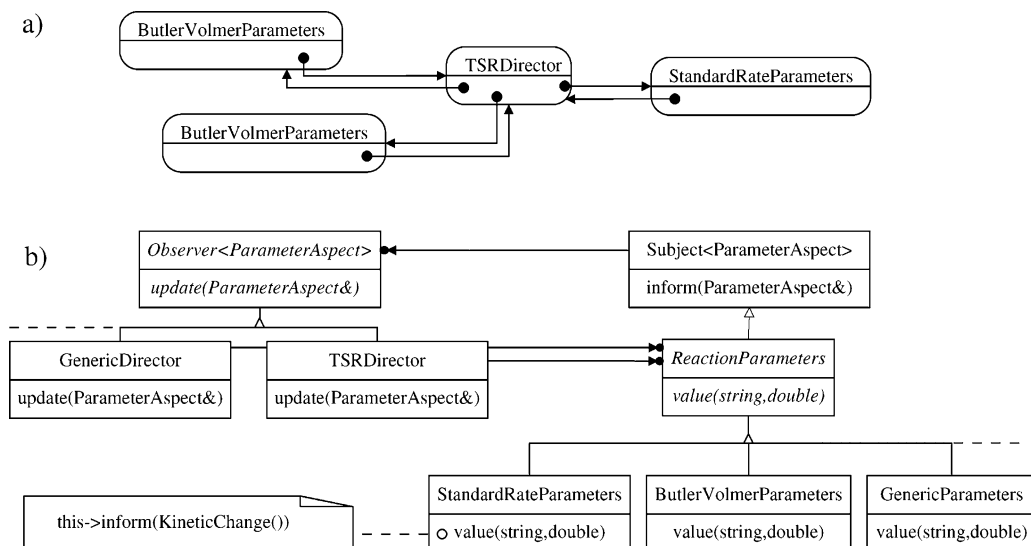 a)
ButlerVolmerParameters
TSRDirector
StandardRateParameters
ButlerVolmerParameters
b)
Observer<ParameterAspect>
update(ParameterAspect&)
Subject<ParameterAspect>
inform(ParameterAspect&)
GenericDirector
update(ParameterAspect&)
TSRDirector
update(ParameterAspect&)
ReactionParameters
value(string,double)
StandardRateParameters
value(string,double)
ButlerVolmerParameters
value(string,double)
GenericParameters
value(string,double)
this->inform(KineticChange())